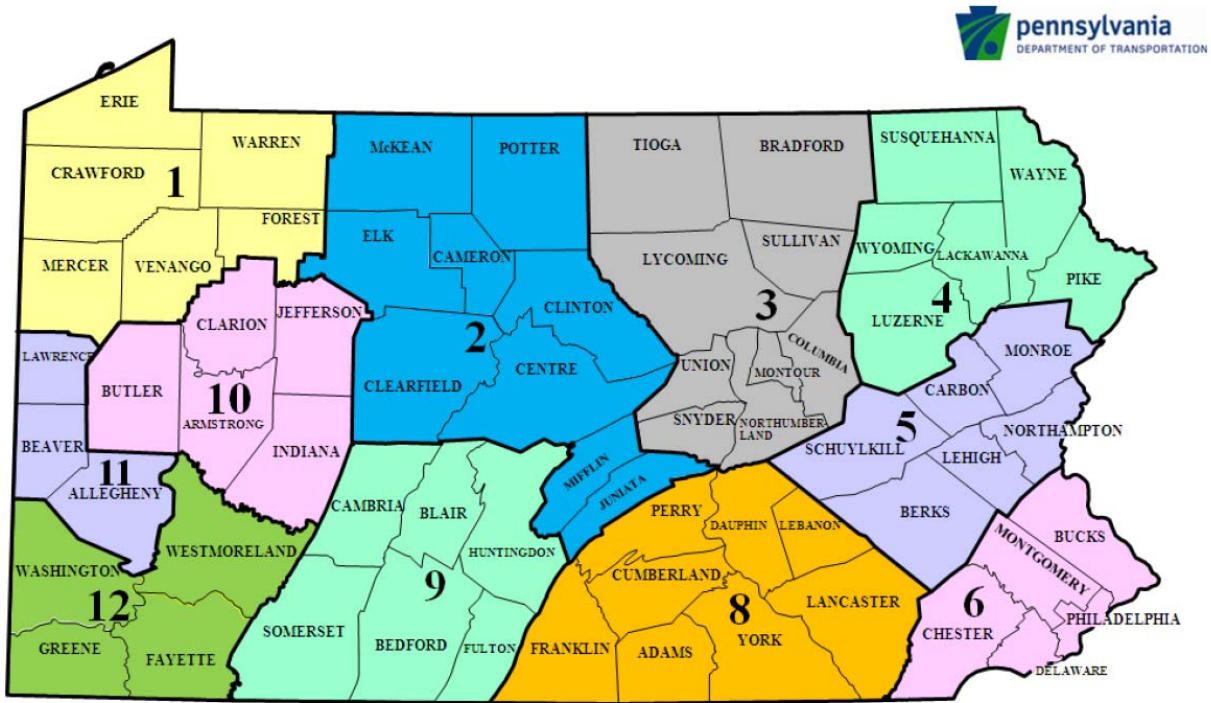 pennsylvania
DEPARTMENT OF TRANSPORTATION
ERIE
CRAWFORD
WARREN
1
FOREST
MERCER
VENANGO
McKEAN
POTTER
ELK
CAMERON
CLINTON
2
CLEARFIELD
CENTRE
MIFFLIN
JUNIATA
TIOGA
BRADFORD
SULLIVAN
LYCOMING
3
COLUMBIA
UNION
MONTOUR
SNYDER
NORTHUMBER
LAND
SUSQUEHANNA
WAYNE
WYOMING
LACKAWANNA
PIKE
4
LUZERNE
MONROE
CARBON
5
NORTHAMPTON
SCHUYLKILL
LEHIGH
BERKS
CLARION
JEFFERSON
BUTLER
10
ARMSTRONG
INDIANA
LAWRENCE
BEAVER
11
ALLEGHENY
WESTMORELAND
WASHINGTON
12
GREENE
FAYETTE
CAMBRIA
BLAIR
HUNTINGDON
9
SOMERSET
BEDFORD
FULTON
PERRY
DAUPHIN
LEBANON
CUMBERLAND
8
LANCASTER
YORK
FRANKLIN
ADAMS
BUCKS
MONTGOMERY
6
CHESTER
PHILADELPHIA
DELAWARE